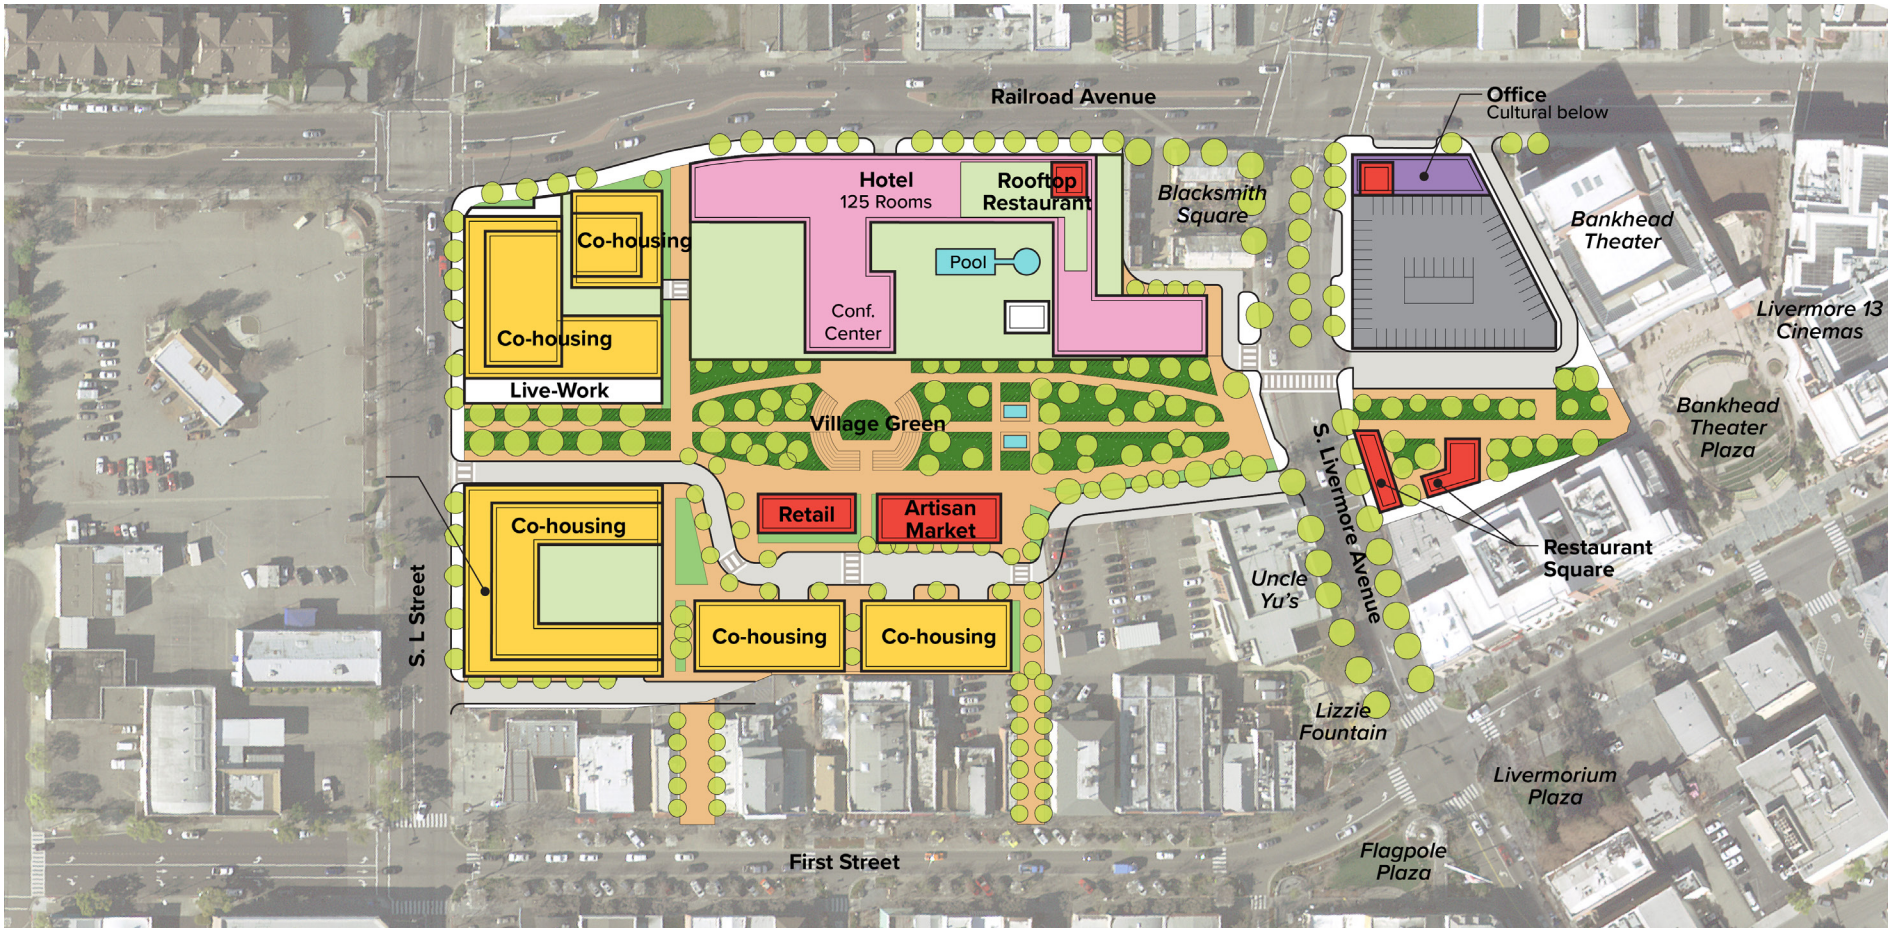 Railroad Avenue
Office
Cultural below
Hotel
125 Rooms
Rooftop
Restaurant
Blacksmith
Square
Bankhead
Theater
Co-housing
Pool
Livermore 13
Cinemas
Conf.
Center
Co-housing
Live-Work
Village Green
Bankhead
Theater
Plaza
S. Livermore Avenue
Retail
Artisan
Market
Co-housing
Restaurant
Square
Uncle
Yu's
S. L Street
Co-housing
Co-housing
Lizzie
Fountain
Livermorium
Plaza
First Street
Flagpole
Plaza